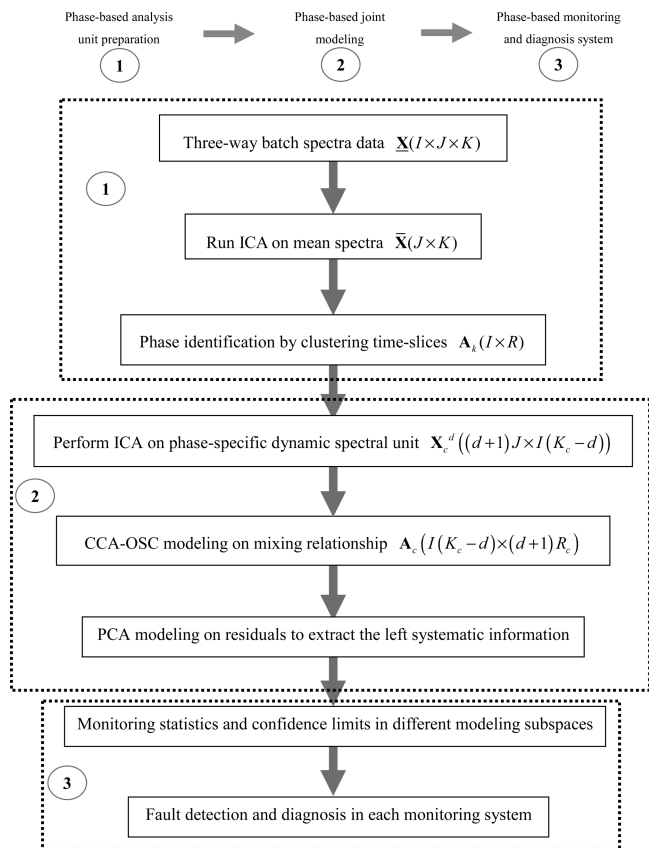 Phase-based analysis unit preparation
Phase-based joint modeling
Phase-based monitoring and diagnosis system
1
2
3
Three-way batch spectra data X̲(I×J×K)
1
Run ICA on mean spectra X̄(J×K)
Phase identification by clustering time-slices A_k(I×R)
Perform ICA on phase-specific dynamic spectral unit X_c^d((d+1)J×I(K_c−d))
2
CCA-OSC modeling on mixing relationship A_c(I(K_c−d)×(d+1)R_c)
PCA modeling on residuals to extract the left systematic information
Monitoring statistics and confidence limits in different modeling subspaces
3
Fault detection and diagnosis in each monitoring system